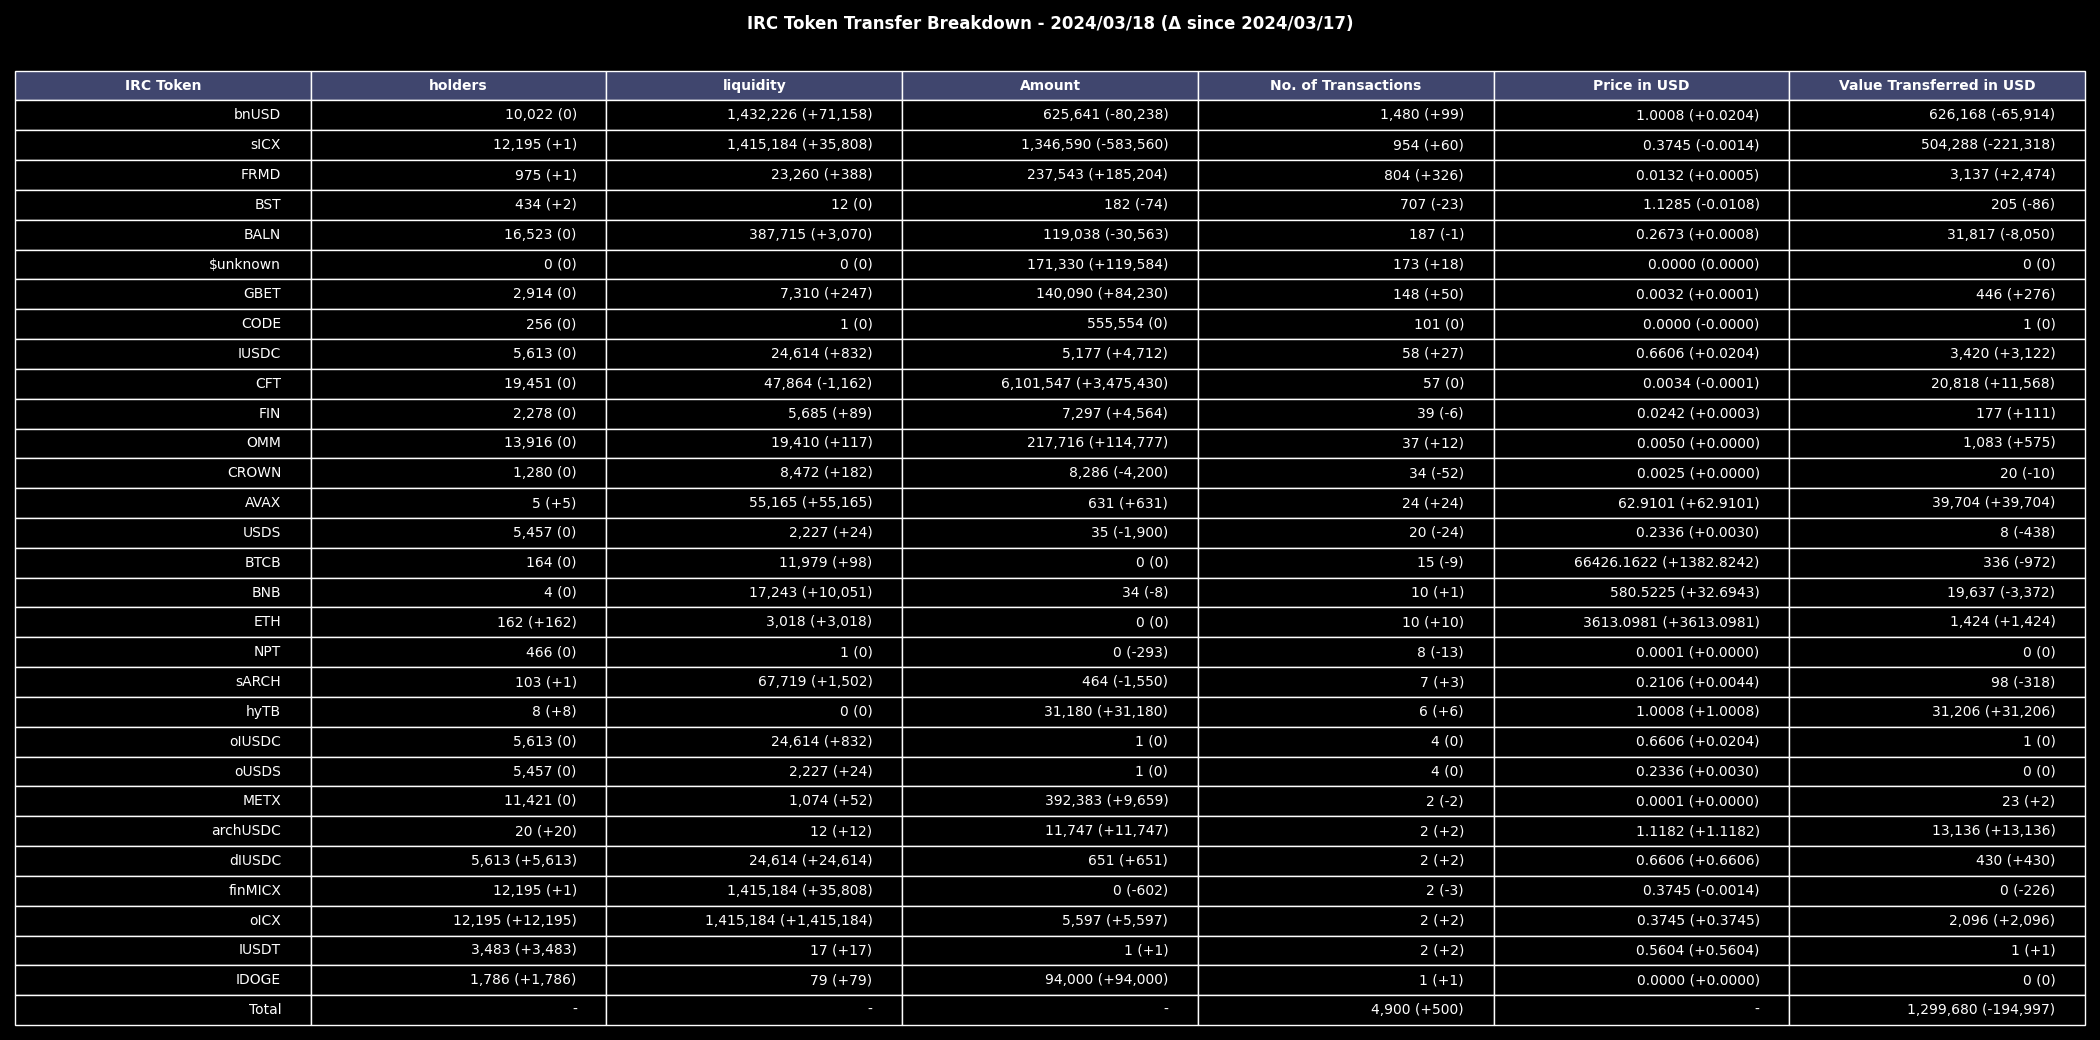 IRC Token Transfer Breakdown - 2024/03/18 (Δ since 2024/03/17)
IRC Token holders liquidity Amount No. of Transactions Price in USD Value Transferred in USD
bnUSD 10,022 (0) 1,432,226 (+71,158) 625,641 (-80,238) 1,480 (+99) 1.0008 (+0.0204) 626,168 (-65,914)
sICX 12,195 (+1) 1,415,184 (+35,808) 1,346,590 (-583,560) 954 (+60) 0.3745 (-0.0014) 504,288 (-221,318)
FRMD 975 (+1) 23,260 (+388) 237,543 (+185,204) 804 (+326) 0.0132 (+0.0005) 3,137 (+2,474)
BST 434 (+2) 12 (0) 182 (-74) 707 (-23) 1.1285 (-0.0108) 205 (-86)
BALN 16,523 (0) 387,715 (+3,070) 119,038 (-30,563) 187 (-1) 0.2673 (+0.0008) 31,817 (-8,050)
$unknown 0 (0) 0 (0) 171,330 (+119,584) 173 (+18) 0.0000 (0.0000) 0 (0)
GBET 2,914 (0) 7,310 (+247) 140,090 (+84,230) 148 (+50) 0.0032 (+0.0001) 446 (+276)
CODE 256 (0) 1 (0) 555,554 (0) 101 (0) 0.0000 (-0.0000) 1 (0)
IUSDC 5,613 (0) 24,614 (+832) 5,177 (+4,712) 58 (+27) 0.6606 (+0.0204) 3,420 (+3,122)
CFT 19,451 (0) 47,864 (-1,162) 6,101,547 (+3,475,430) 57 (0) 0.0034 (-0.0001) 20,818 (+11,568)
FIN 2,278 (0) 5,685 (+89) 7,297 (+4,564) 39 (-6) 0.0242 (+0.0003) 177 (+111)
OMM 13,916 (0) 19,410 (+117) 217,716 (+114,777) 37 (+12) 0.0050 (+0.0000) 1,083 (+575)
CROWN 1,280 (0) 8,472 (+182) 8,286 (-4,200) 34 (-52) 0.0025 (+0.0000) 20 (-10)
AVAX 5 (+5) 55,165 (+55,165) 631 (+631) 24 (+24) 62.9101 (+62.9101) 39,704 (+39,704)
USDS 5,457 (0) 2,227 (+24) 35 (-1,900) 20 (-24) 0.2336 (+0.0030) 8 (-438)
BTCB 164 (0) 11,979 (+98) 0 (0) 15 (-9) 66426.1622 (+1382.8242) 336 (-972)
BNB 4 (0) 17,243 (+10,051) 34 (-8) 10 (+1) 580.5225 (+32.6943) 19,637 (-3,372)
ETH 162 (+162) 3,018 (+3,018) 0 (0) 10 (+10) 3613.0981 (+3613.0981) 1,424 (+1,424)
NPT 466 (0) 1 (0) 0 (-293) 8 (-13) 0.0001 (+0.0000) 0 (0)
sARCH 103 (+1) 67,719 (+1,502) 464 (-1,550) 7 (+3) 0.2106 (+0.0044) 98 (-318)
hyTB 8 (+8) 0 (0) 31,180 (+31,180) 6 (+6) 1.0008 (+1.0008) 31,206 (+31,206)
oIUSDC 5,613 (0) 24,614 (+832) 1 (0) 4 (0) 0.6606 (+0.0204) 1 (0)
oUSDS 5,457 (0) 2,227 (+24) 1 (0) 4 (0) 0.2336 (+0.0030) 0 (0)
METX 11,421 (0) 1,074 (+52) 392,383 (+9,659) 2 (-2) 0.0001 (+0.0000) 23 (+2)
archUSDC 20 (+20) 12 (+12) 11,747 (+11,747) 2 (+2) 1.1182 (+1.1182) 13,136 (+13,136)
dIUSDC 5,613 (+5,613) 24,614 (+24,614) 651 (+651) 2 (+2) 0.6606 (+0.6606) 430 (+430)
finMICX 12,195 (+1) 1,415,184 (+35,808) 0 (-602) 2 (-3) 0.3745 (-0.0014) 0 (-226)
oICX 12,195 (+12,195) 1,415,184 (+1,415,184) 5,597 (+5,597) 2 (+2) 0.3745 (+0.3745) 2,096 (+2,096)
IUSDT 3,483 (+3,483) 17 (+17) 1 (+1) 2 (+2) 0.5604 (+0.5604) 1 (+1)
IDOGE 1,786 (+1,786) 79 (+79) 94,000 (+94,000) 1 (+1) 0.0000 (+0.0000) 0 (0)
Total - - - 4,900 (+500) - 1,299,680 (-194,997)